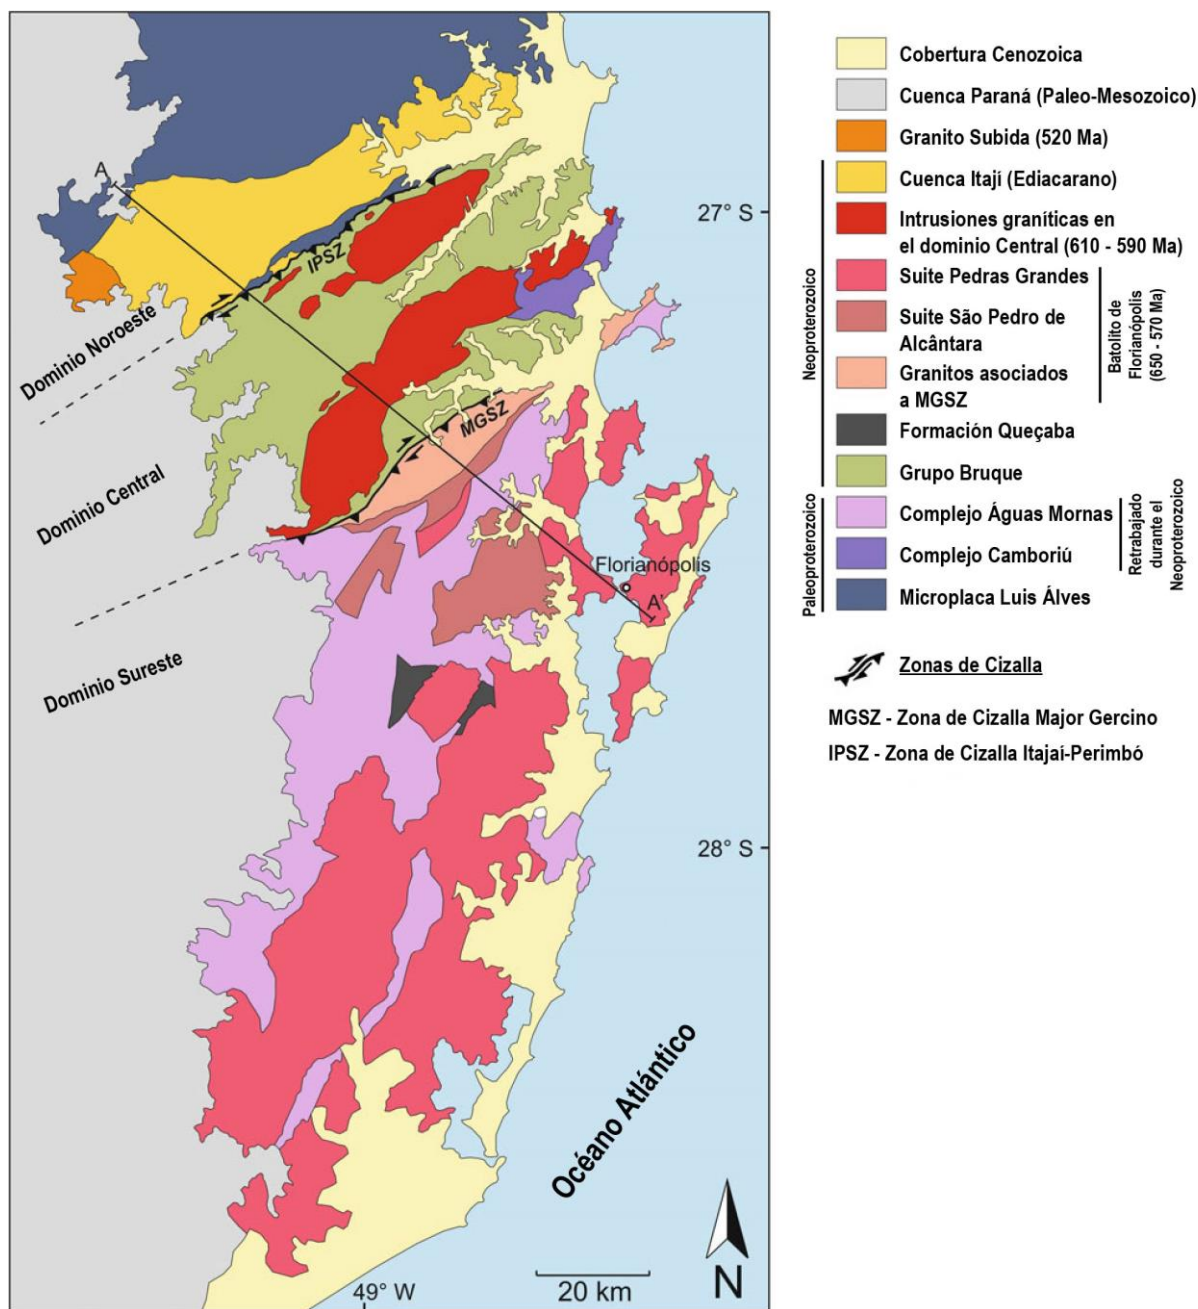 A
IPSZ
MGSZ
Dominio Noroeste
Dominio Central
Dominio Sureste
Florianópolis
A'
27° S
28° S
49° W
Océano Atlántico
20 km
N
Cobertura Cenozoica
Cuenca Paraná (Paleo-Mesozoico)
Granito Subida (520 Ma)
Cuenca Itají (Ediacarano)
Intrusiones graníticas en
el dominio Central (610 - 590 Ma)
Suite Pedras Grandes
Suite São Pedro de
Alcântara
Granitos asociados
a MGSZ
Formación Queçaba
Grupo Bruque
Complejo Águas Mornas
Complejo Camboriú
Microplaca Luis Álves
Neoproterozoico
Paleoproterozoico
Batolito de
Florianópolis
(650 - 570 Ma)
Retrabajado
durante el
Neoproterozoico
Zonas de Cizalla
MGSZ - Zona de Cizalla Major Gercino
IPSZ - Zona de Cizalla Itajaí-Perimbó